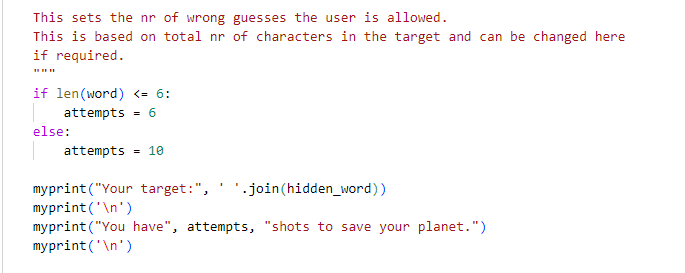 This sets the nr of wrong guesses the user is allowed.
This is based on total nr of characters in the target and can be changed here
if required.
"""
if len(word) <= 6:
    attempts = 6
else:
    attempts = 10

myprint("Your target:", ' '.join(hidden_word))
myprint('\n')
myprint("You have", attempts, "shots to save your planet.")
myprint('\n')